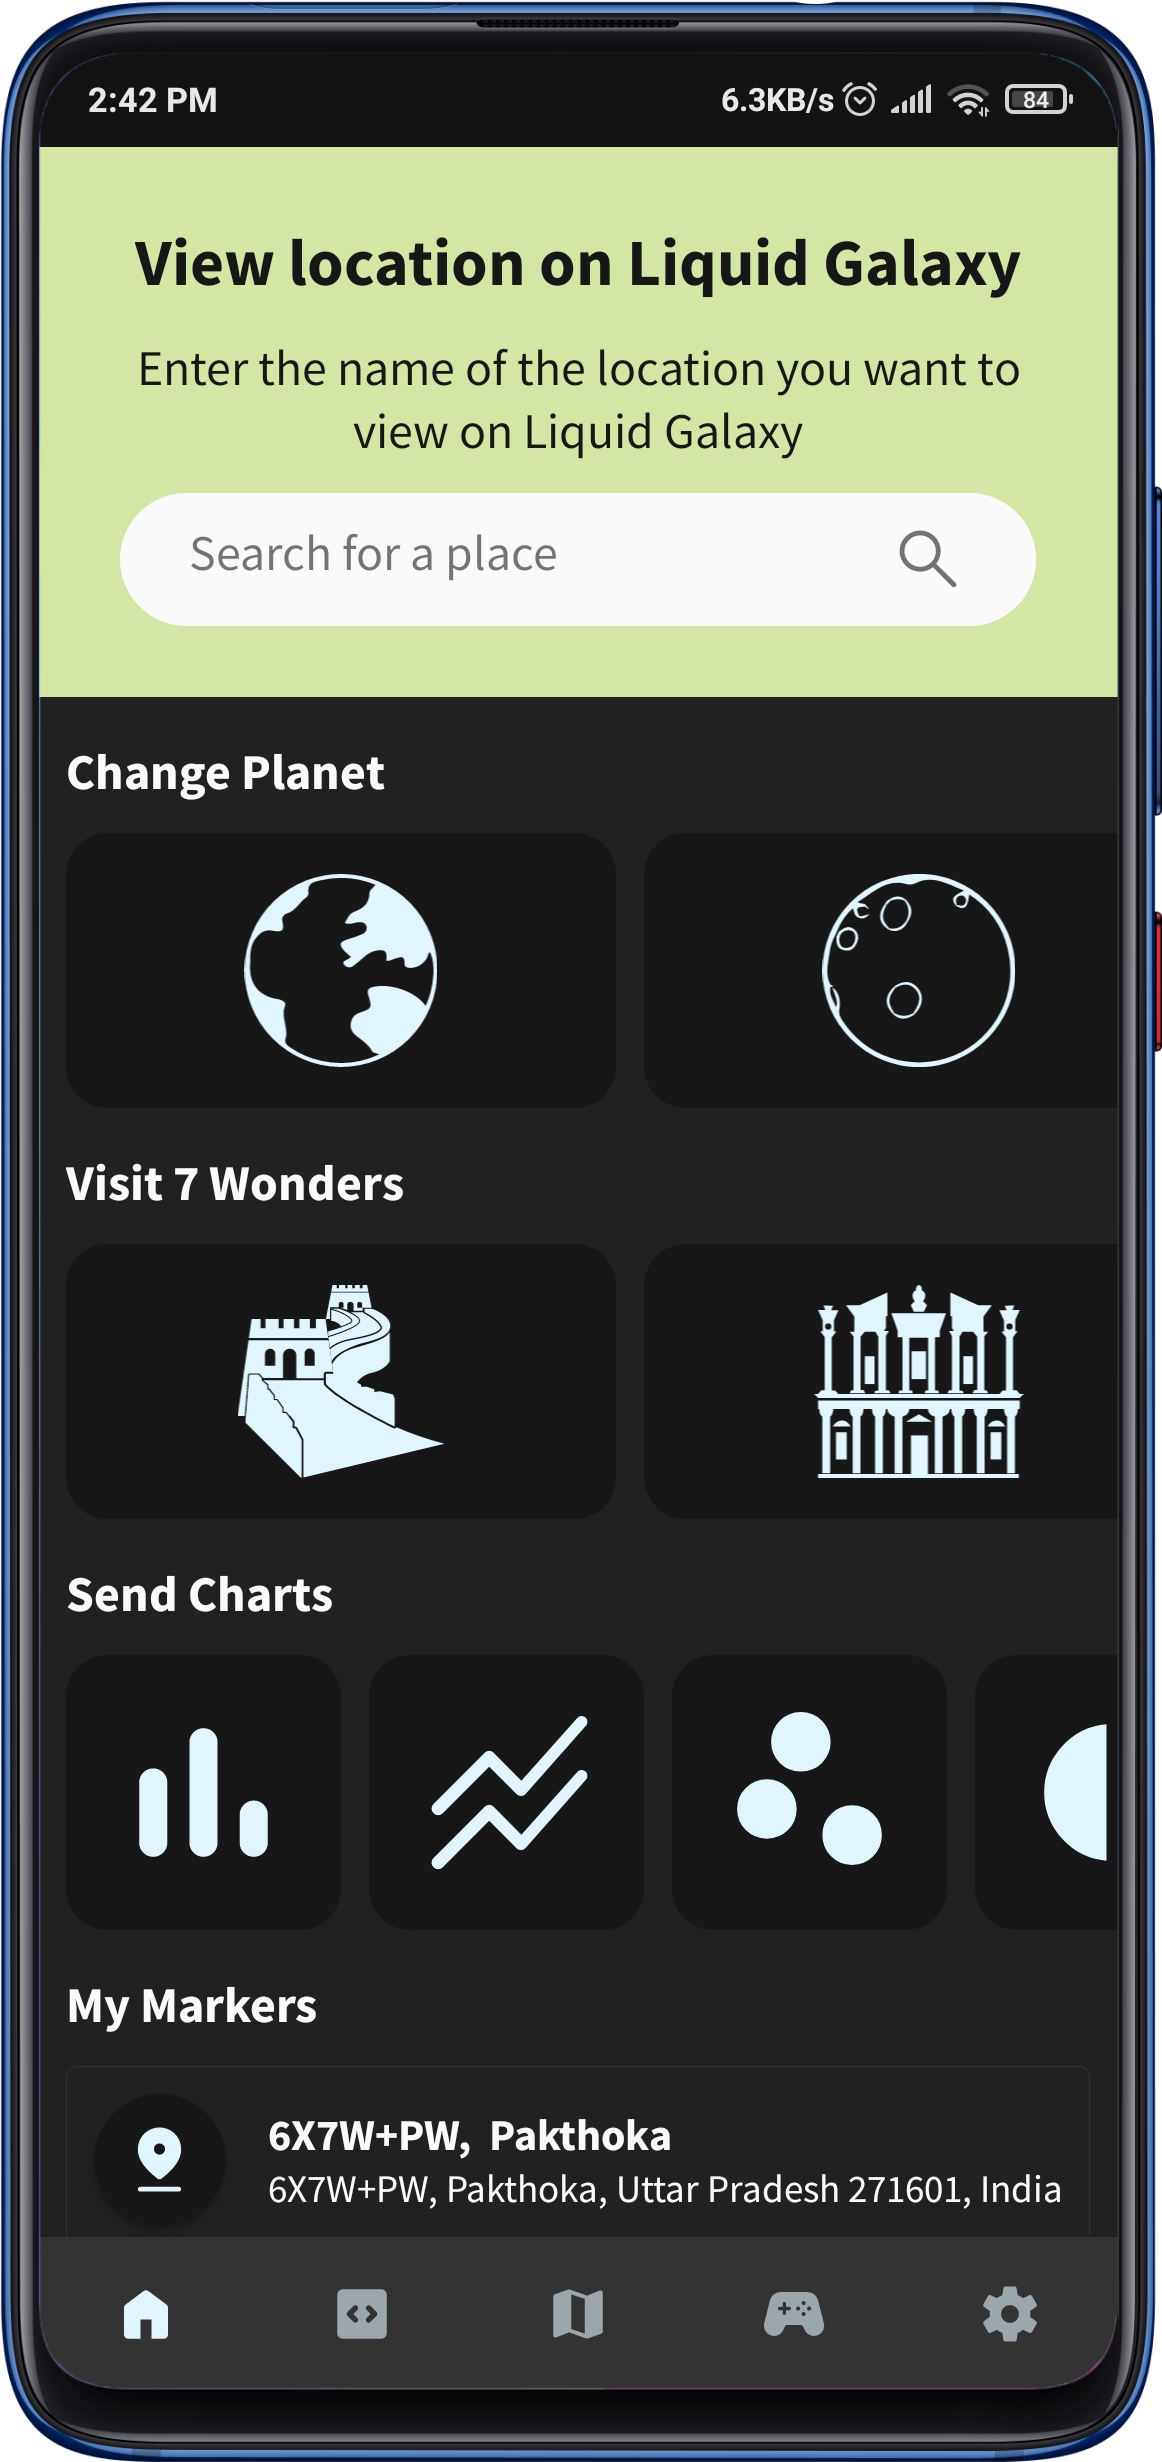 2:42 PM 6.3KB/s 84
View location on Liquid Galaxy
Enter the name of the location you want to
view on Liquid Galaxy
Search for a place
Change Planet
Visit 7 Wonders
Send Charts
My Markers
6X7W+PW, Pakthoka
6X7W+PW, Pakthoka, Uttar Pradesh 271601, India